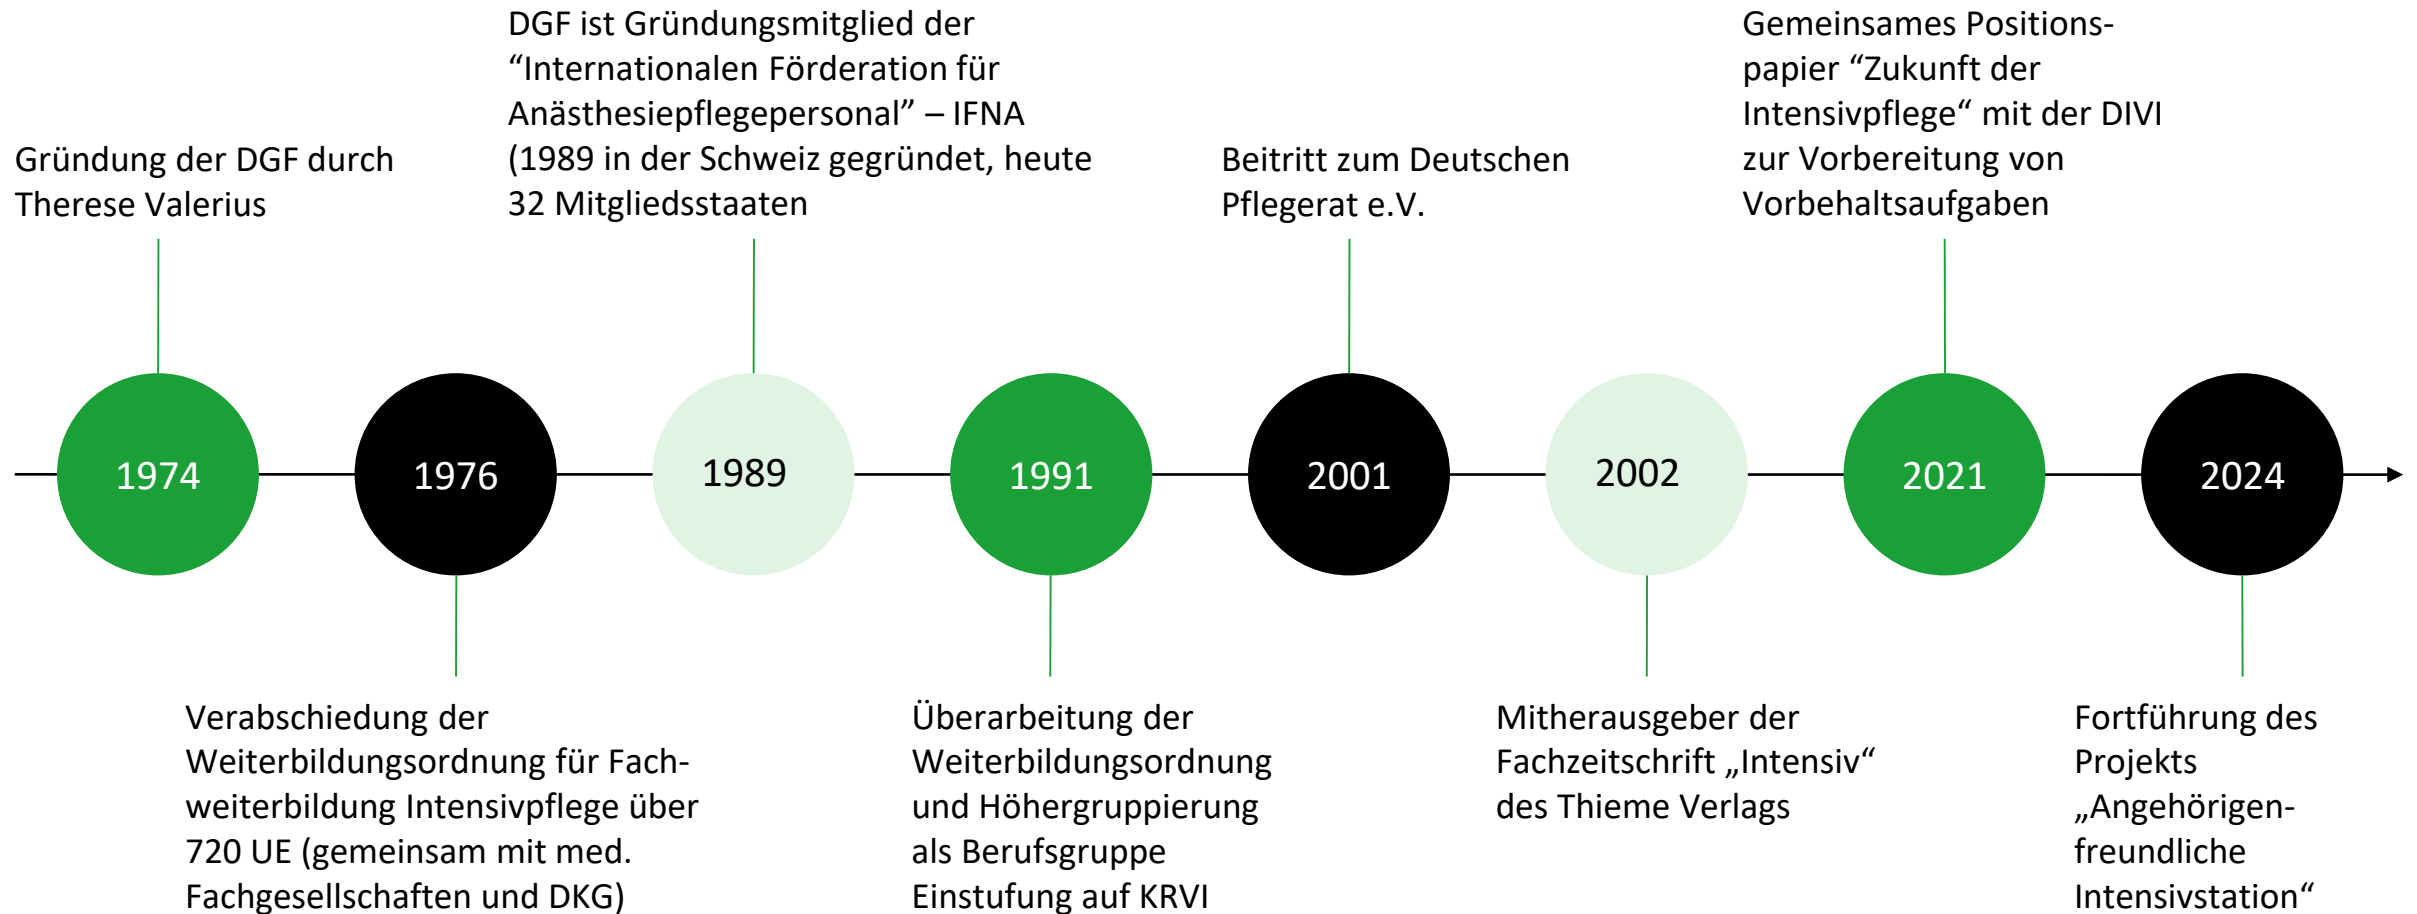 DGF ist Gründungsmitglied der
“Internationalen Förderation für
Anästhesiepflegepersonal” – IFNA
(1989 in der Schweiz gegründet, heute
32 Mitgliedsstaaten
Gemeinsames Positions-
papier “Zukunft der
Intensivpflege“ mit der DIVI
zur Vorbereitung von
Vorbehaltsaufgaben
Gründung der DGF durch
Therese Valerius
Beitritt zum Deutschen
Pflegerat e.V.
1974
1976
1989
1991
2001
2002
2021
2024
Verabschiedung der
Weiterbildungsordnung für Fach-
weiterbildung Intensivpflege über
720 UE (gemeinsam mit med.
Fachgesellschaften und DKG)
Überarbeitung der
Weiterbildungsordnung
und Höhergruppierung
als Berufsgruppe
Einstufung auf KRVI
Mitherausgeber der
Fachzeitschrift „Intensiv“
des Thieme Verlags
Fortführung des
Projekts
„Angehörigen-
freundliche
Intensivstation“